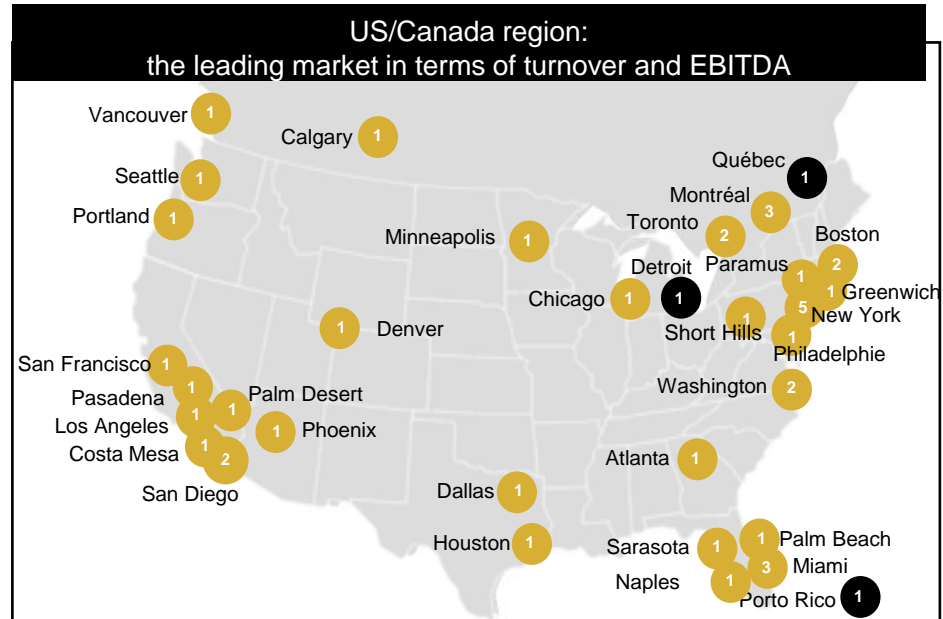 US/Canada region:
the leading market in terms of turnover and EBITDA
Vancouver 1
Calgary 1
Québec 1
Seattle 1
Montréal 3
Portland 1
Toronto 2
Minneapolis 1
Boston 2
Detroit 1
Paramus 1
Chicago 1
Greenwich 1
New York 5
Short Hills 1
Denver 1
Philadelphie 1
San Francisco 1
Washington 2
Pasadena 1
Palm Desert 1
Los Angeles 1
Phoenix 1
Costa Mesa 1
San Diego 2
Atlanta 1
Dallas 1
Houston 1
Sarasota 1
Palm Beach 1
Miami 3
Naples 1
Porto Rico 1